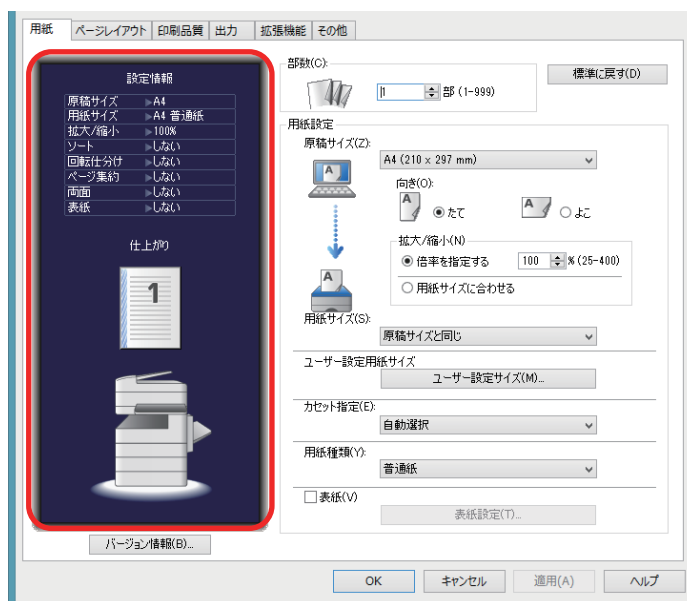 用紙 ページレイアウト 印刷品質 出力 拡張機能 その他
設定情報
原稿サイズ ▶A4
用紙サイズ ▶A4 普通紙
拡大/縮小 ▶100%
ソート ▶しない
回転仕分け ▶しない
ページ集約 ▶しない
両面 ▶しない
表紙 ▶しない
仕上がり
1
バージョン情報(B)...
部数(C):
1 部 (1-999)
標準に戻す(D)
用紙設定
原稿サイズ(Z):
A4 (210 x 297 mm)
A
向き(O):
A たて A よこ
拡大/縮小(N)
倍率を指定する 100 % (25-400)
用紙サイズに合わせる
A
用紙サイズ(S):
原稿サイズと同じ
ユーザー設定用紙サイズ
ユーザー設定サイズ(M)...
カセット指定(E):
自動選択
用紙種類(Y):
普通紙
表紙(V)
表紙設定(T)...
OK キャンセル 適用(A) ヘルプ